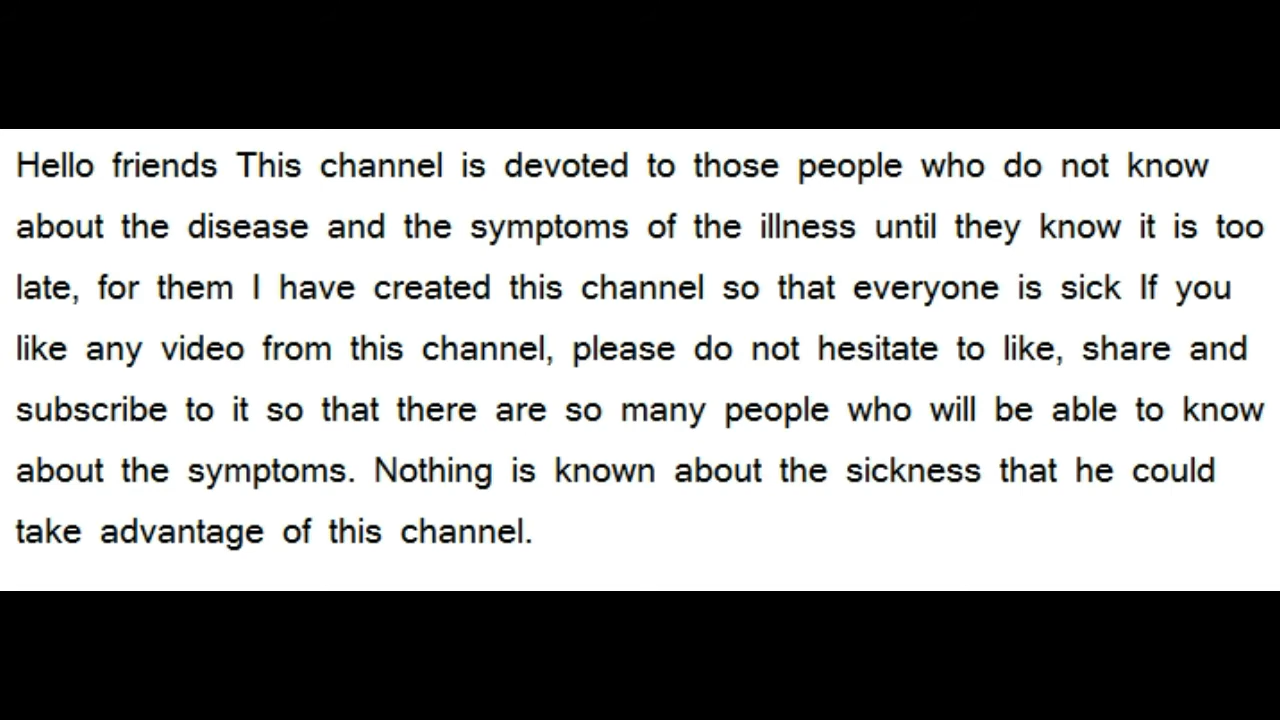 Hello friends This channel is devoted to those people who do not know
about the disease and the symptoms of the illness until they know it is too
late, for them I have created this channel so that everyone is sick If you
like any video from this channel, please do not hesitate to like, share and
subscribe to it so that there are so many people who will be able to know
about the symptoms. Nothing is known about the sickness that he could
take advantage of this channel.